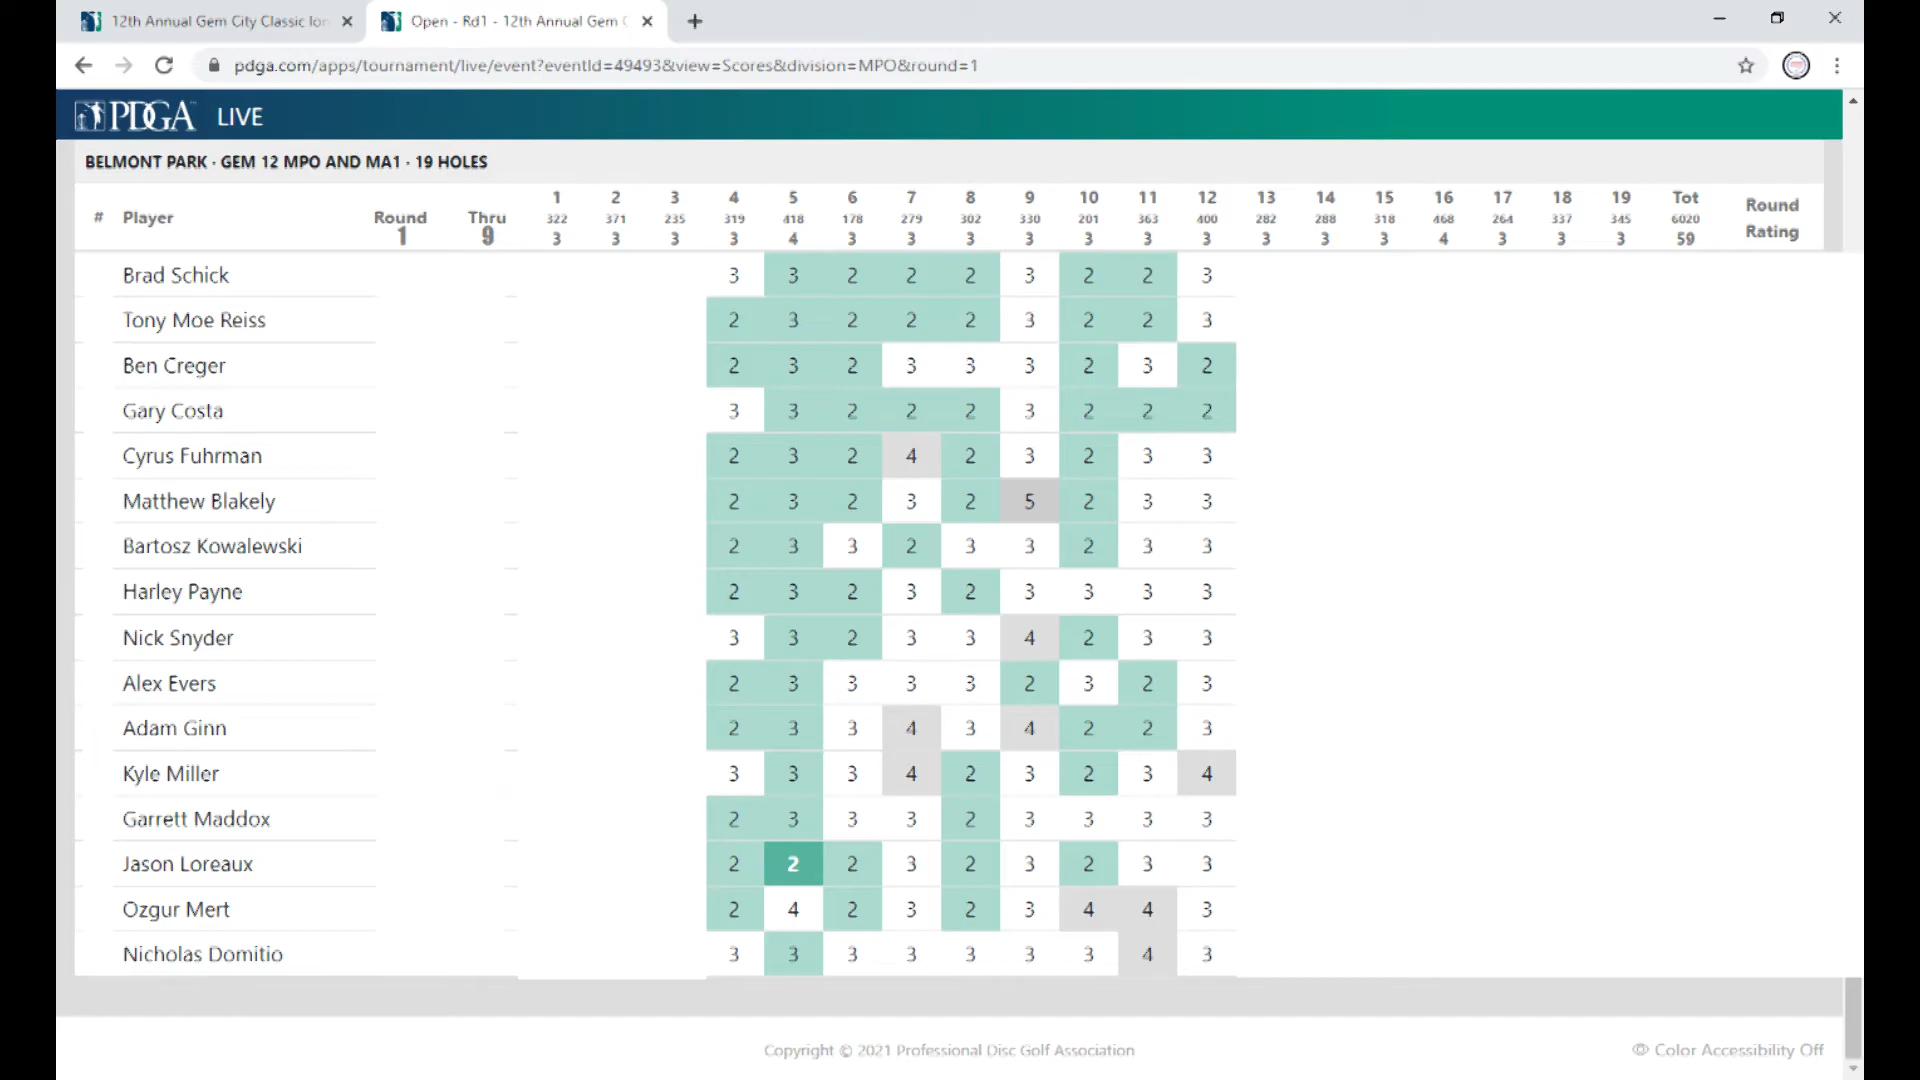 12th Annual Gem City Classic Ion
Open - Rd1 - 12th Annual Gem C
pdga.com/apps/tournament/live/event?eventId=49493&view=Scores&division=MPO&round=1
PDGA LIVE
BELMONT PARK · GEM 12 MPO AND MA1 · 19 HOLES
1 2 3 4 5 6 7 8 9 10 11 12 13 14 15 16 17 18 19 Tot
# Player Round Thru 322 371 235 319 418 178 279 302 330 201 363 400 282 288 318 468 264 337 345 6020 Round Rating
1 9 3 3 3 3 4 3 3 3 3 3 3 3 3 3 3 4 3 3 3 59
Brad Schick 3 3 2 2 2 3 2 2 3
Tony Moe Reiss 2 3 2 2 2 3 2 2 3
Ben Creger 2 3 2 3 3 3 2 3 2
Gary Costa 3 3 2 2 2 3 2 2 2
Cyrus Fuhrman 2 3 2 4 2 3 2 3 3
Matthew Blakely 2 3 2 3 2 5 2 3 3
Bartosz Kowalewski 2 3 3 2 3 3 2 3 3
Harley Payne 2 3 2 3 2 3 3 3 3
Nick Snyder 3 3 2 3 3 4 2 3 3
Alex Evers 2 3 3 3 3 2 3 2 3
Adam Ginn 2 3 3 4 3 4 2 2 3
Kyle Miller 3 3 3 4 2 3 2 3 4
Garrett Maddox 2 3 3 3 2 3 3 3 3
Jason Loreaux 2 2 2 3 2 3 2 3 3
Ozgur Mert 2 4 2 3 2 3 4 4 3
Nicholas Domitio 3 3 3 3 3 3 3 4 3
Copyright © 2021 Professional Disc Golf Association
Color Accessibility Off